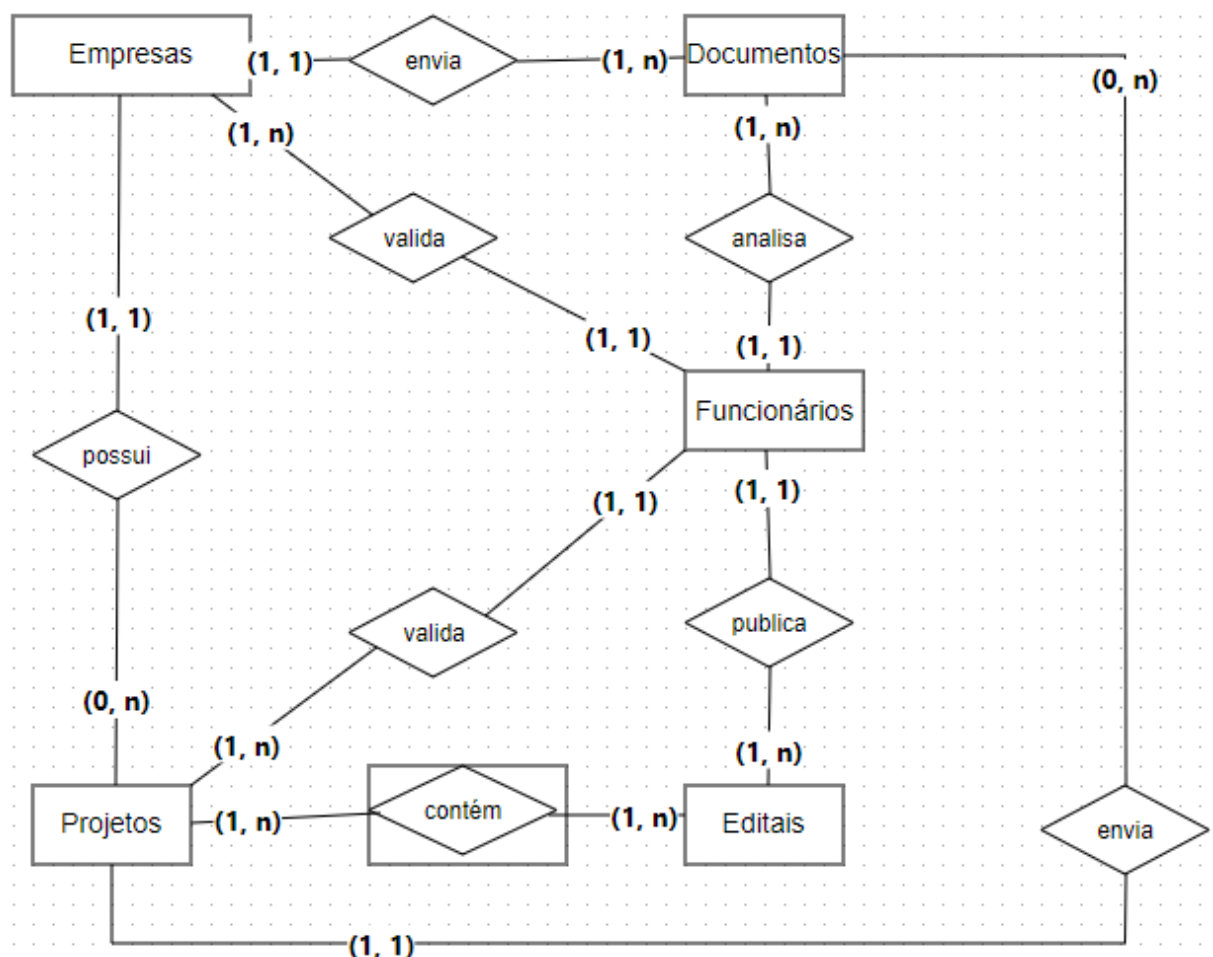 Empresas
(1, 1)
envia
(1, n)
Documentos
(0, n)
(1, n)
(1, n)
valida
analisa
(1, 1)
(1, 1)
(1, 1)
Funcionários
possui
(1, 1)
(1, 1)
valida
publica
(0, n)
(1, n)
(1, n)
Projetos
(1, n)
contém
(1, n)
Editais
envia
(1, 1)